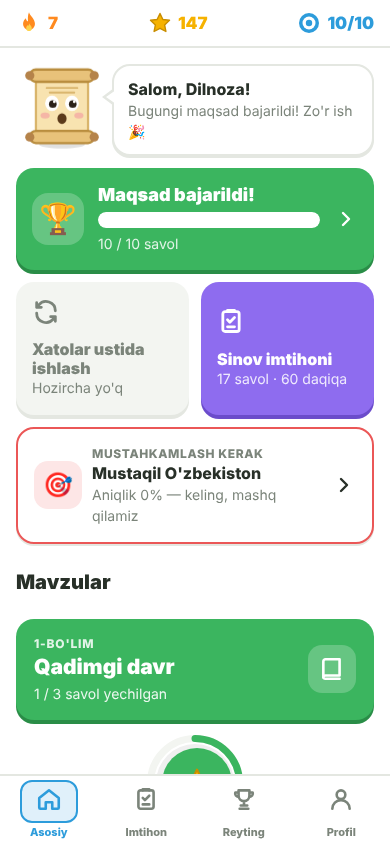 7
147
10/10
Salom, Dilnoza!
Bugungi maqsad bajarildi! Zo'r ish
🎉
Maqsad bajarildi!
10 / 10 savol
Xatolar ustida
ishlash
Hozircha yo'q
Sinov imtihoni
17 savol · 60 daqiqa
MUSTAHKAMLASH KERAK
Mustaqil O'zbekiston
Aniqlik 0% — keling, mashq
qilamiz
Mavzular
1-BO'LIM
Qadimgi davr
1 / 3 savol yechilgan
Asosiy
Imtihon
Reyting
Profil